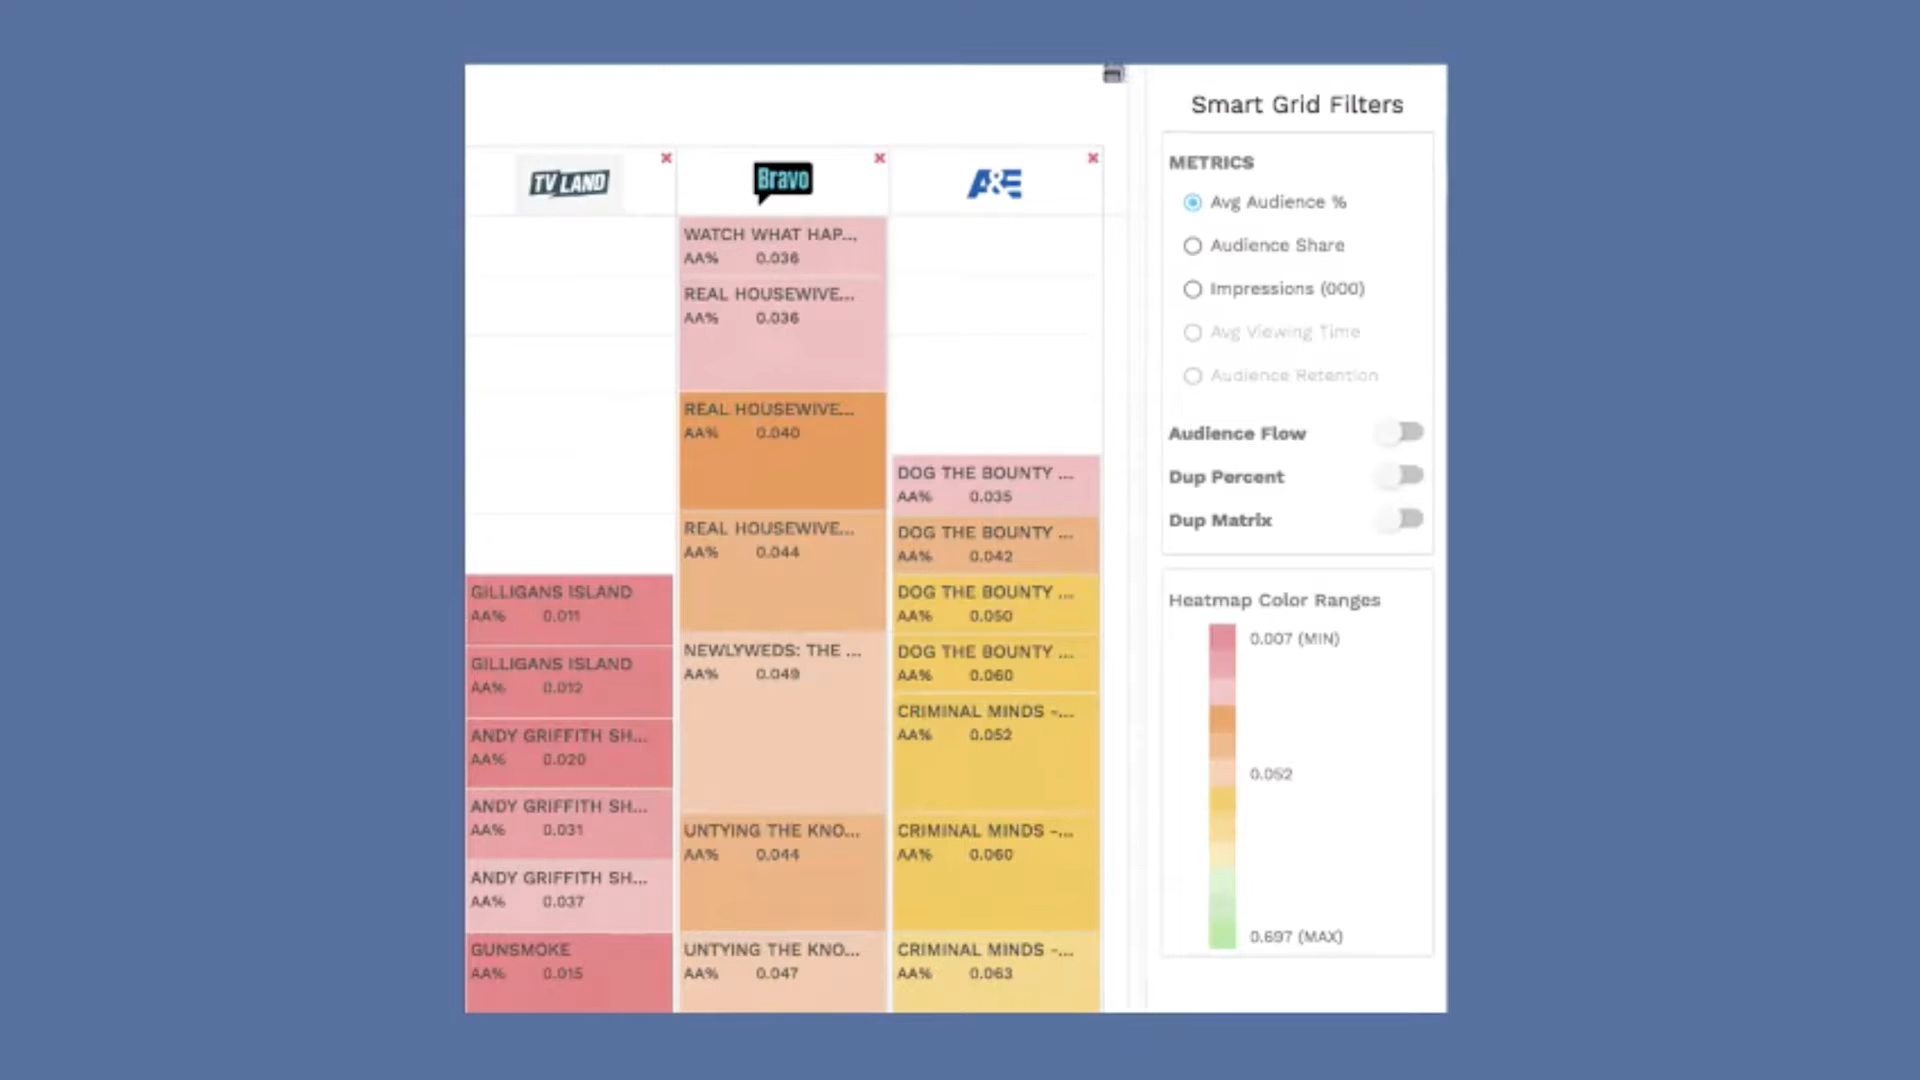 Smart Grid Filters
TV LAND
Bravo
A&E
WATCH WHAT HAP...
AA% 0.036
REAL HOUSEWIVE...
AA% 0.036
REAL HOUSEWIVE...
AA% 0.040
REAL HOUSEWIVE...
AA% 0.044
NEWLYWEDS: THE ...
AA% 0.049
UNTYING THE KNO...
AA% 0.044
UNTYING THE KNO...
AA% 0.047
DOG THE BOUNTY ...
AA% 0.035
DOG THE BOUNTY ...
AA% 0.042
DOG THE BOUNTY ...
AA% 0.050
DOG THE BOUNTY ...
AA% 0.060
CRIMINAL MINDS -...
AA% 0.052
CRIMINAL MINDS -...
AA% 0.060
CRIMINAL MINDS -...
AA% 0.063
GILLIGANS ISLAND
AA% 0.011
GILLIGANS ISLAND
AA% 0.012
ANDY GRIFFITH SH...
AA% 0.020
ANDY GRIFFITH SH...
AA% 0.031
ANDY GRIFFITH SH...
AA% 0.037
GUNSMOKE
AA% 0.015
METRICS
Avg Audience %
Audience Share
Impressions (000)
Avg Viewing Time
Audience Retention
Audience Flow
Dup Percent
Dup Matrix
Heatmap Color Ranges
0.007 (MIN)
0.052
0.697 (MAX)